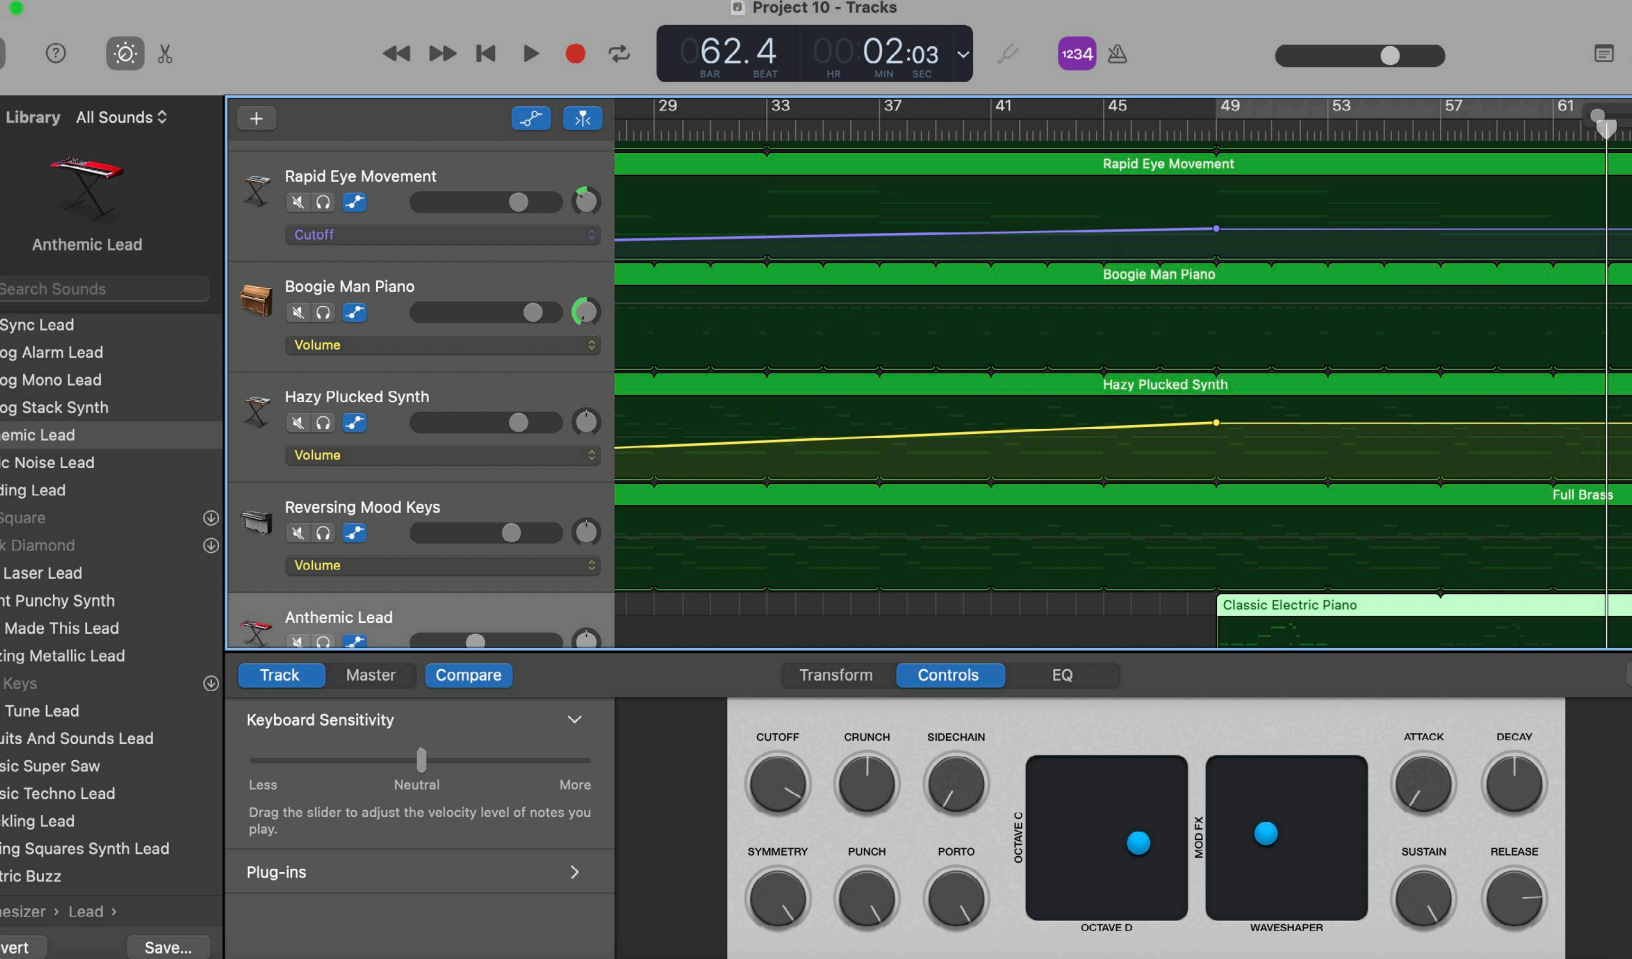 Project 10 - Tracks
062.4
BAR
BEAT
00:02:03
HR
MIN
SEC
1234
Library
All Sounds
Anthemic Lead
Search Sounds
Sync Lead
og Alarm Lead
og Mono Lead
og Stack Synth
emic Lead
ic Noise Lead
ding Lead
Square
k Diamond
Laser Lead
nt Punchy Synth
Made This Lead
zing Metallic Lead
Keys
Tune Lead
uits And Sounds Lead
sic Super Saw
sic Techno Lead
kling Lead
ing Squares Synth Lead
tric Buzz
esizer › Lead ›
vert
Save...
29
33
37
41
45
49
53
57
61
Rapid Eye Movement
Cutoff
Boogie Man Piano
Volume
Hazy Plucked Synth
Volume
Reversing Mood Keys
Volume
Anthemic Lead
Rapid Eye Movement
Boogie Man Piano
Hazy Plucked Synth
Full Brass
Classic Electric Piano
Track
Master
Compare
Transform
Controls
EQ
Keyboard Sensitivity
Less
Neutral
More
Drag the slider to adjust the velocity level of notes you
play.
Plug-ins
CUTOFF
CRUNCH
SIDECHAIN
SYMMETRY
PUNCH
PORTO
OCTAVE C
OCTAVE D
MOD FX
WAVESHAPER
ATTACK
DECAY
SUSTAIN
RELEASE